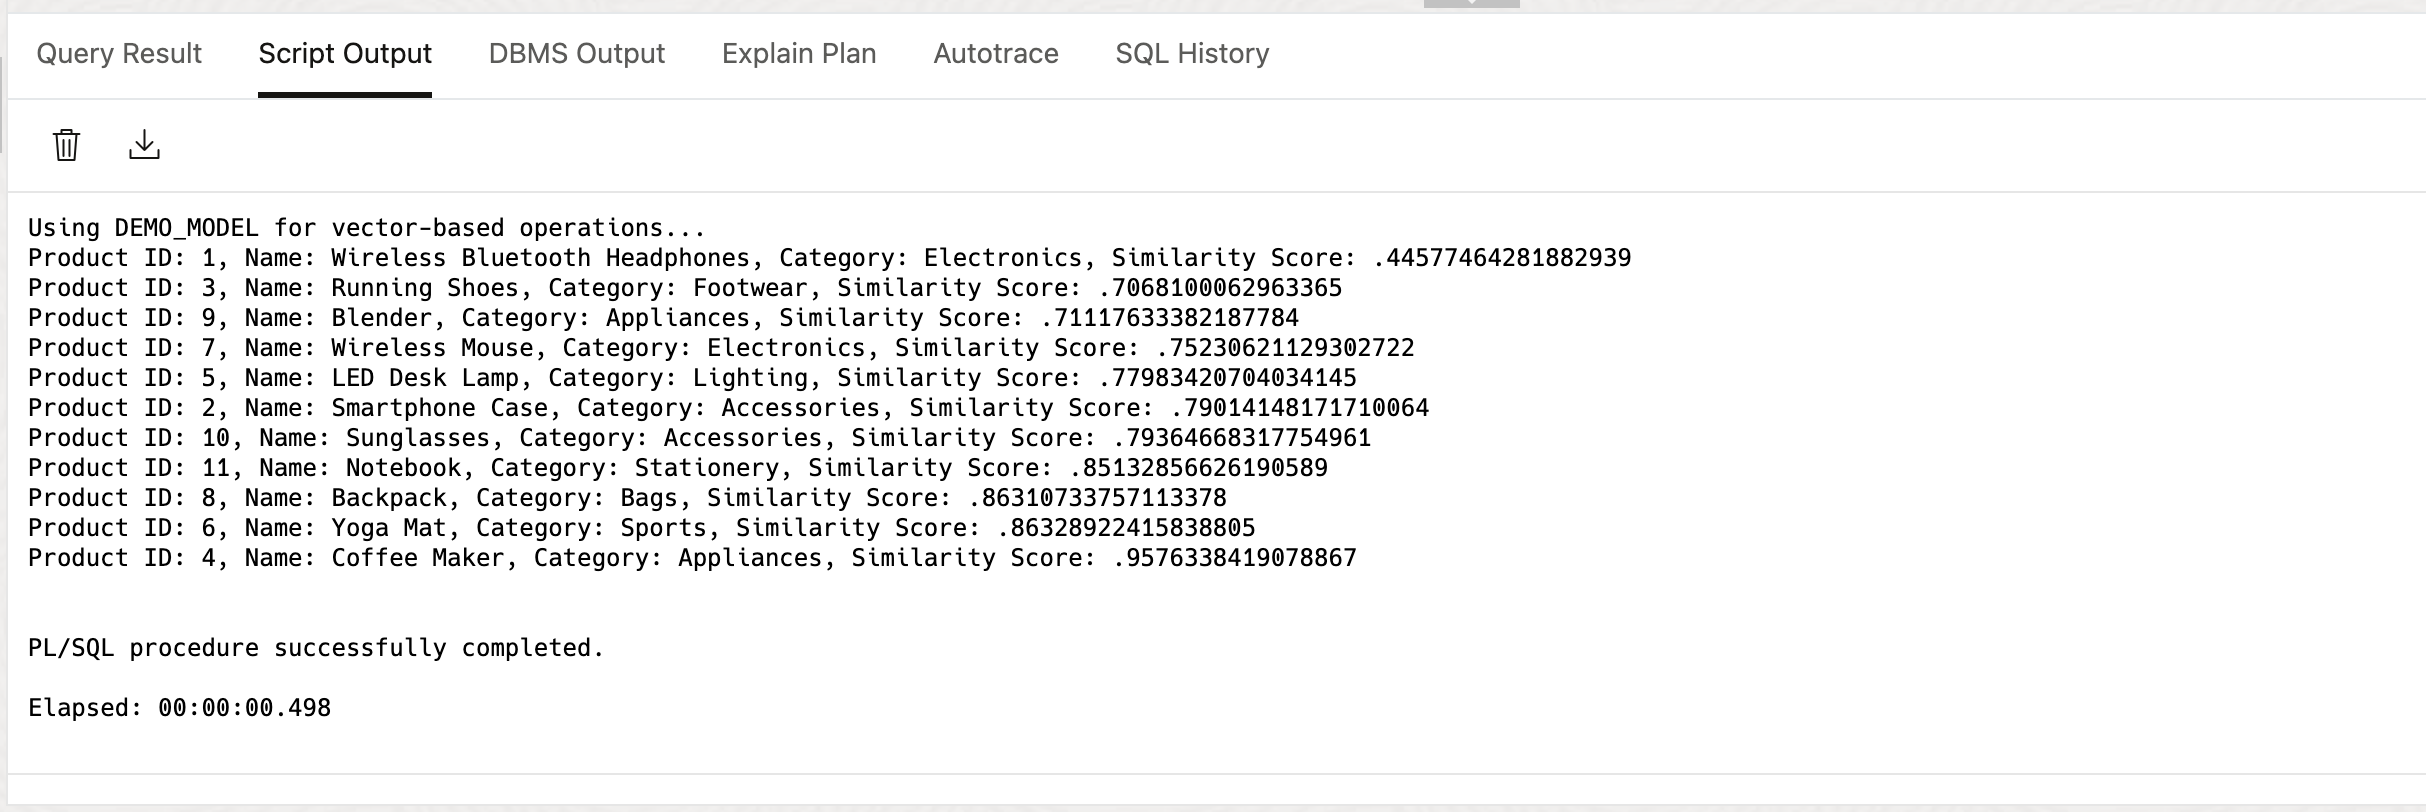 Query Result Script Output DBMS Output Explain Plan Autotrace SQL History
Using DEMO_MODEL for vector-based operations...
Product ID: 1, Name: Wireless Bluetooth Headphones, Category: Electronics, Similarity Score: .44577464281882939
Product ID: 3, Name: Running Shoes, Category: Footwear, Similarity Score: .7068100062963365
Product ID: 9, Name: Blender, Category: Appliances, Similarity Score: .71117633382187784
Product ID: 7, Name: Wireless Mouse, Category: Electronics, Similarity Score: .75230621129302722
Product ID: 5, Name: LED Desk Lamp, Category: Lighting, Similarity Score: .77983420704034145
Product ID: 2, Name: Smartphone Case, Category: Accessories, Similarity Score: .79014148171710064
Product ID: 10, Name: Sunglasses, Category: Accessories, Similarity Score: .79364668317754961
Product ID: 11, Name: Notebook, Category: Stationery, Similarity Score: .85132856626190589
Product ID: 8, Name: Backpack, Category: Bags, Similarity Score: .86310733757113378
Product ID: 6, Name: Yoga Mat, Category: Sports, Similarity Score: .86328922415838805
Product ID: 4, Name: Coffee Maker, Category: Appliances, Similarity Score: .9576338419078867
PL/SQL procedure successfully completed.
Elapsed: 00:00:00.498